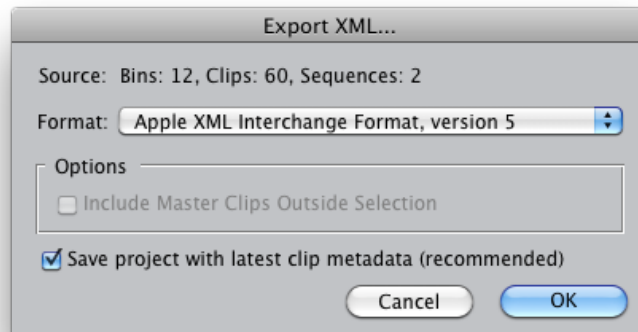 Export XML...
Source: Bins: 12, Clips: 60, Sequences: 2
Format: Apple XML Interchange Format, version 5
Options
Include Master Clips Outside Selection
Save project with latest clip metadata (recommended)
Cancel OK